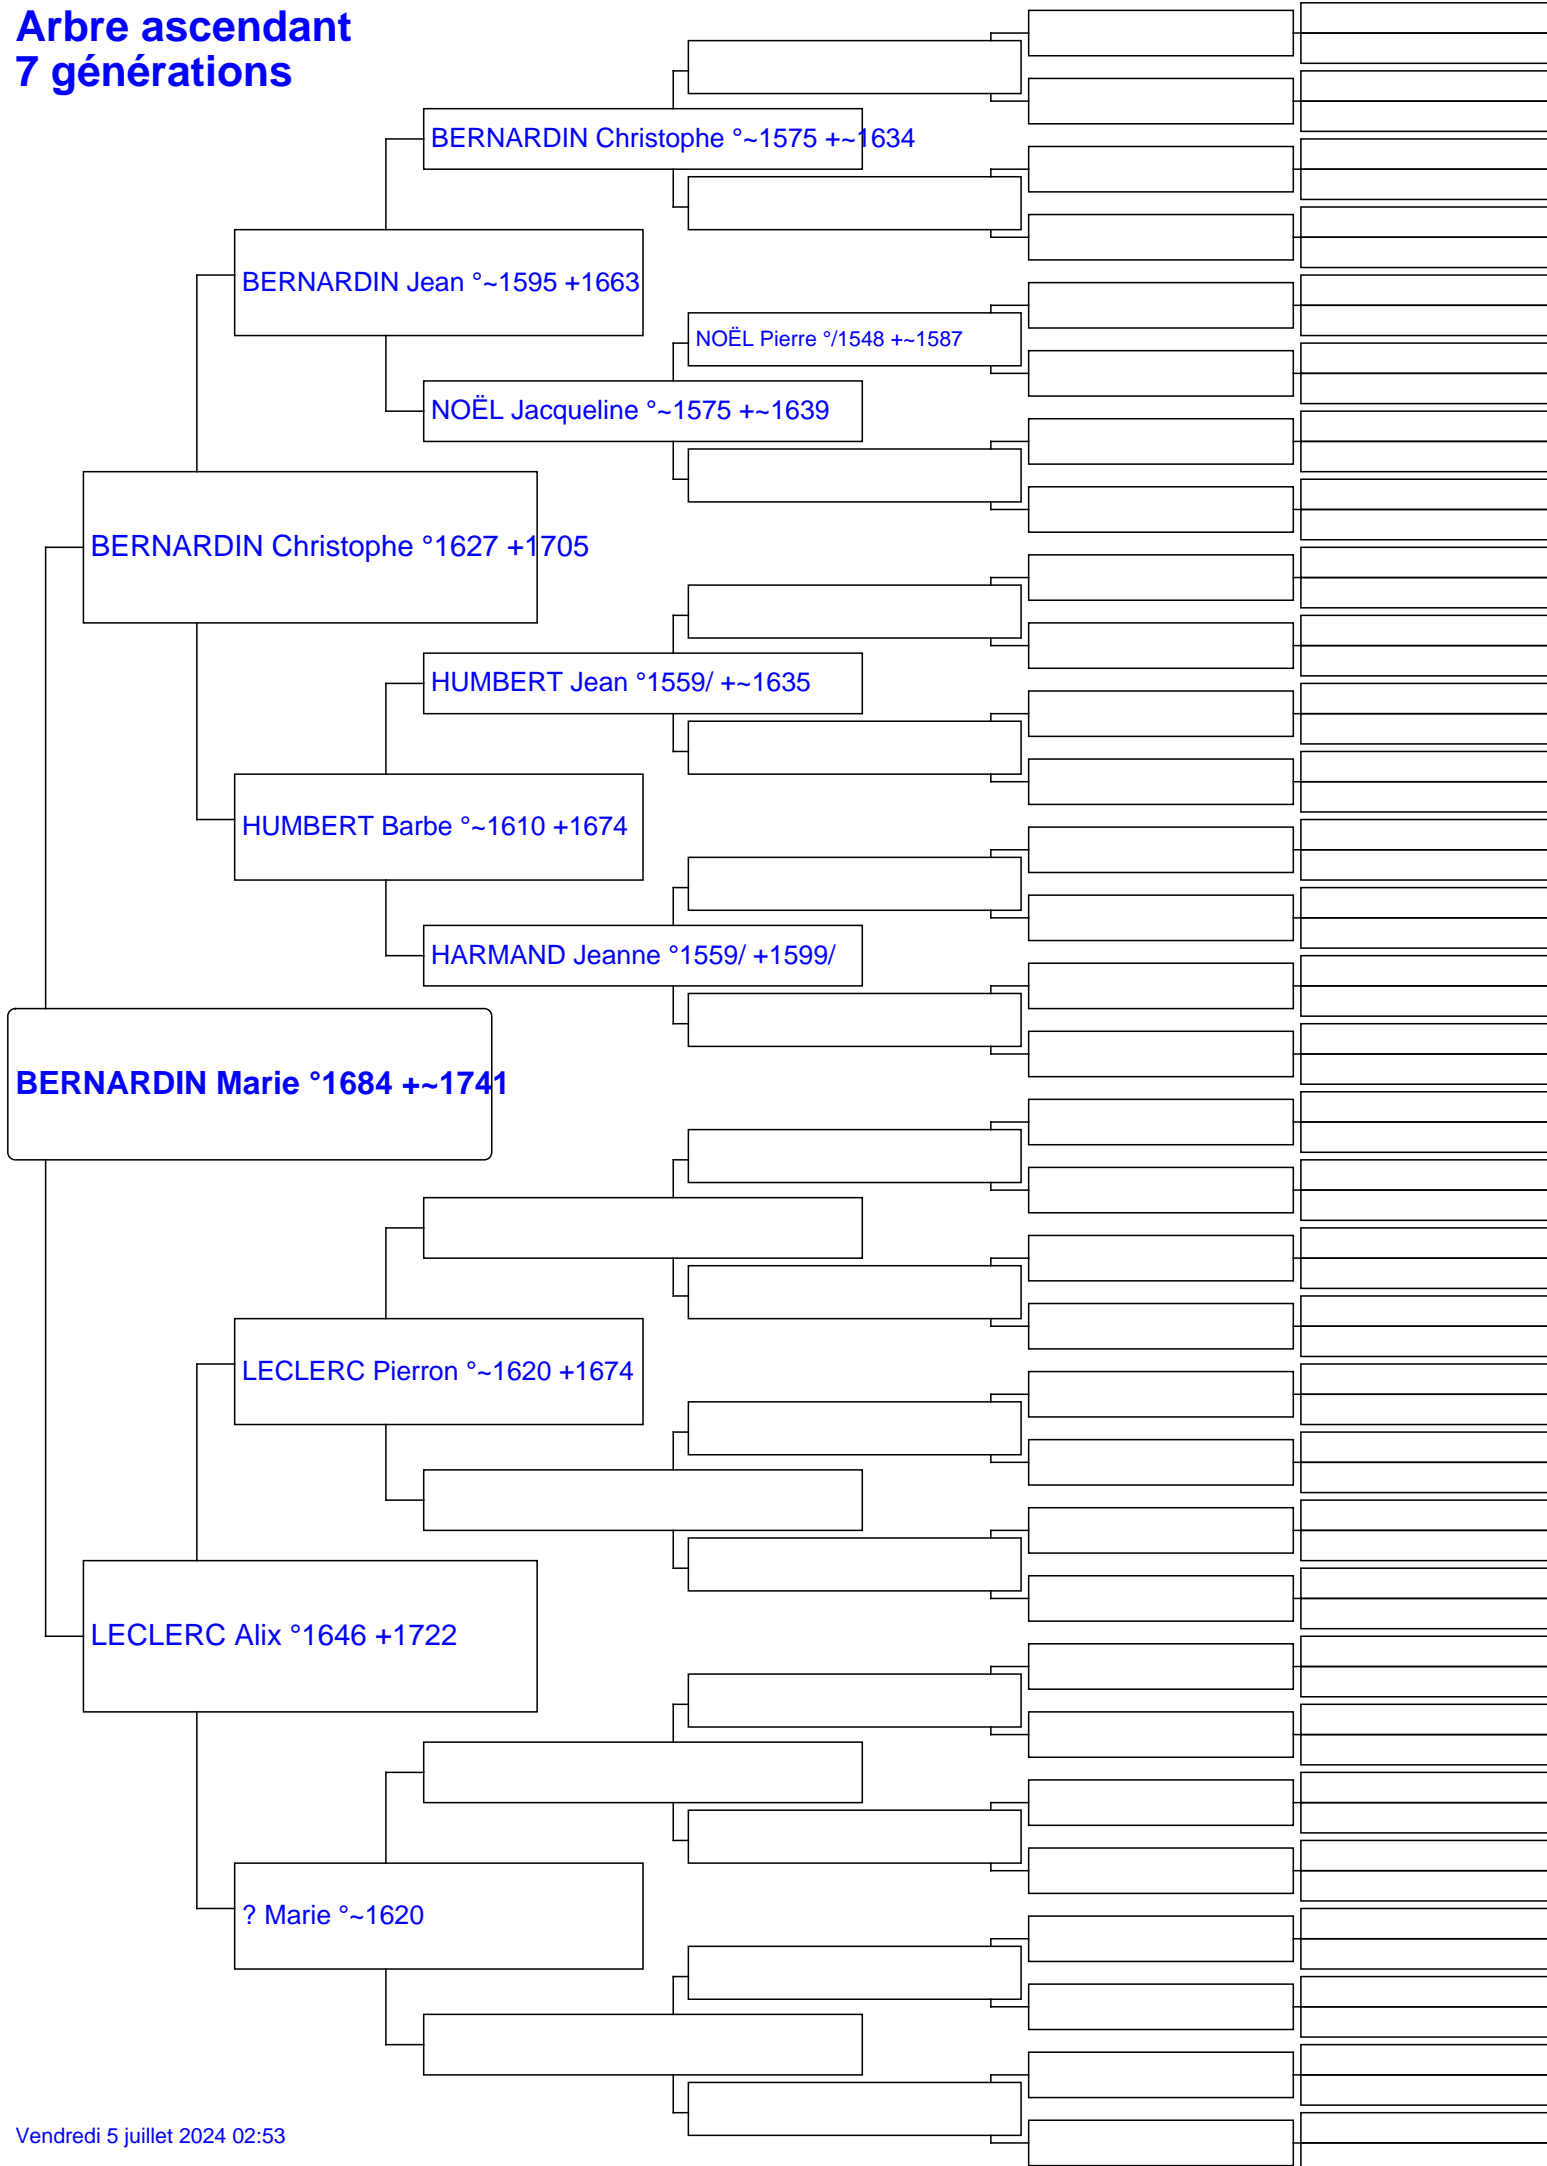 Arbre ascendant
7 générations
BERNARDIN Christophe °~1575 +~1634
BERNARDIN Jean °~1595 +1663
NOËL Pierre °/1548 +~1587
NOËL Jacqueline °~1575 +~1639
BERNARDIN Christophe °1627 +1705
HUMBERT Jean °1559/ +~1635
HUMBERT Barbe °~1610 +1674
HARMAND Jeanne °1559/ +1599/
BERNARDIN Marie °1684 +~1741
LECLERC Pierron °~1620 +1674
LECLERC Alix °1646 +1722
? Marie °~1620
Vendredi 5 juillet 2024 02:53